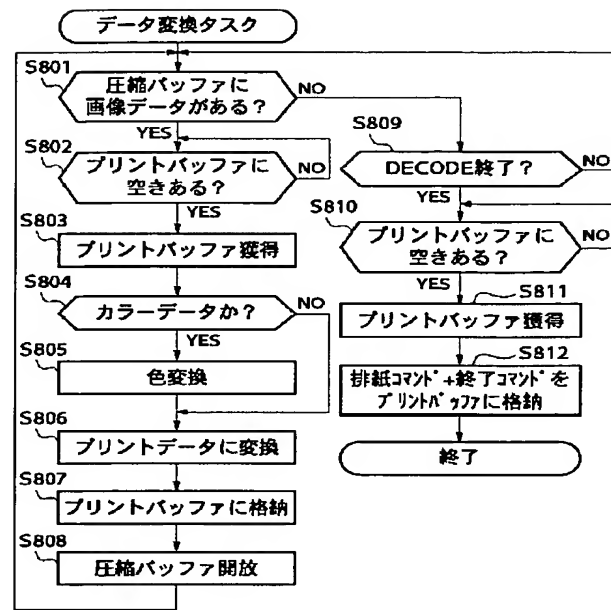 データ変換タスク
S801
圧縮バッファに
画像データがある？
NO
YES
S802
プリントバッファに
空きある？
NO
YES
S803
プリントバッファ獲得
S804
カラーデータか？
NO
YES
S805
色変換
S806
プリントデータに変換
S807
プリントバッファに格納
S808
圧縮バッファ開放
S809
DECODE終了？
NO
YES
S810
プリントバッファに
空きある？
NO
YES
S811
プリントバッファ獲得
S812
排紙ｺﾏﾝﾄﾞ+終了ｺﾏﾝﾄﾞを
ﾌﾟﾘﾝﾄﾊﾞｯﾌｧに格納
終了